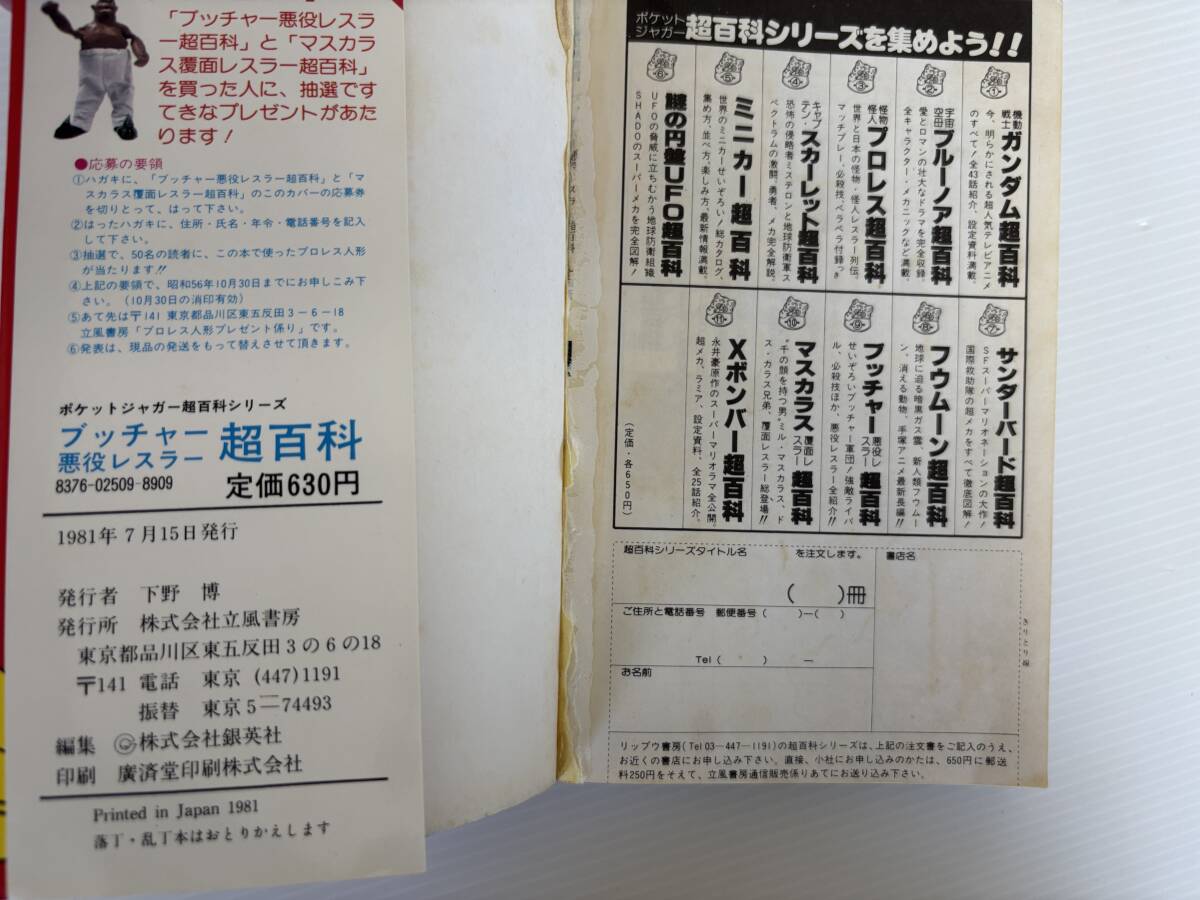 「ブッチャー悪役レスラ
ー超百科」と「マスカラ
ス覆面レスラー超百科」
を買った人に、抽選です
てきなプレゼントがあた
ります!
●応募の要領
①ハガキに、「ブッチャー悪役レスラー超百科」と「マ
スカラス覆面レスラー超百科」のこのカバーの応募券
を切りとって、はって下さい。
②はったハガキに、住所・氏名・年令・電話番号を記入
して下さい。
③抽選で、50名の読者に、この本で使ったプロレス人形
が当たります!!
④上記の要領で、昭和56年10月30日までにお申しこみ下
さい。(10月30日の消印有効)
⑤あて先は〒141 東京都品川区東五反田3-6-18
立風書房「プロレス人形プレゼント係り」です。
⑥発表は、現品の発送をもって替えさせて頂きます。
ポケットジャガー超百科シリーズ
ブッチャー
悪役レスラー
超百科
8376-02509-8909
定価630円
1981年7月15日発行
発行者 下野 博
発行所 株式会社立風書房
東京都品川区東五反田3の6の18
〒141 電話 東京 (447)1191
振替 東京5-74493
編集 Ⓒ株式会社銀英社
印刷 廣済堂印刷株式会社
Printed in Japan 1981
落丁・乱丁本はおとりかえします
ポケット
ジャガー
超百科シリーズを集めよう!!
①
機動
戦士
ガンダム超百科
今、明らかにされる超人気テレビアニメ
のすべて!全43話紹介、設定資料満載。
②
宇宙
空母
ブルーノア超百科
愛とロマンの壮大なドラマを完全収録。
全キャラクター・メカニックなど満載。
③
怪物
怪人
プロレス超百科
世界と日本の怪物・怪人レスラー列伝。
マッチプレー、必殺技、ペラペラ付録つき
④
キャプ
テン・
スカーレット超百科
恐怖の侵略者ミステロンと地球防衛軍ス
ペクトラムの激闘、勇者、メカ完全解説。
⑤
ミニカー超百科
世界のミニカーせいぞろい!総カタログ、
集め方、並べ方、楽しみ方、最新情報満載。
⑥
謎の円盤UFO超百科
UFOの脅威に立ちむかう地球防衛組織
SHADOのスーパーメカを完全図解!
⑦
サンダーバード超百科
SFスーパーマリオネーションの大作!
国際救助隊の超メカをすべて徹底図解!
⑧
フウムーン超百科
地球に迫る暗黒ガス雲、新人類フウムー
ン、消える動物、手塚アニメ最新長編!!
⑨
ブッチャー
悪役レ
スラー
超百科
せいぞろいブッチャー軍団!強敵ライバ
ル、必殺技ほか、悪役レスラー全紹介!!
⑩
マスカラス
覆面レ
スラー
超百科
"千の顔を持つ男"ミル・マスカラス、ド
ス・カラス兄弟、覆面レスラー総登場!!
⑪
Xボンバー超百科
永井豪原作のスーパーマリオラマ全公開。
超メカ、ラミア、設定資料、全25話紹介。
(定価・各650円)
超百科シリーズタイトル名
を注文します。
( )冊
書店名
ご住所と電話番号 郵便番号( )-( )
Tel( ) -
お名前
きりとり線
リップウ書房(Tel 03-447-1191)の超百科シリーズは、上記の注文書をご記入のうえ、
お近くの書店にお申し込み下さい。直接、小社にお申し込みのかたは、650円に郵送
料250円をそえて、立風書房通信販売係りあてにお送り込み下さい。